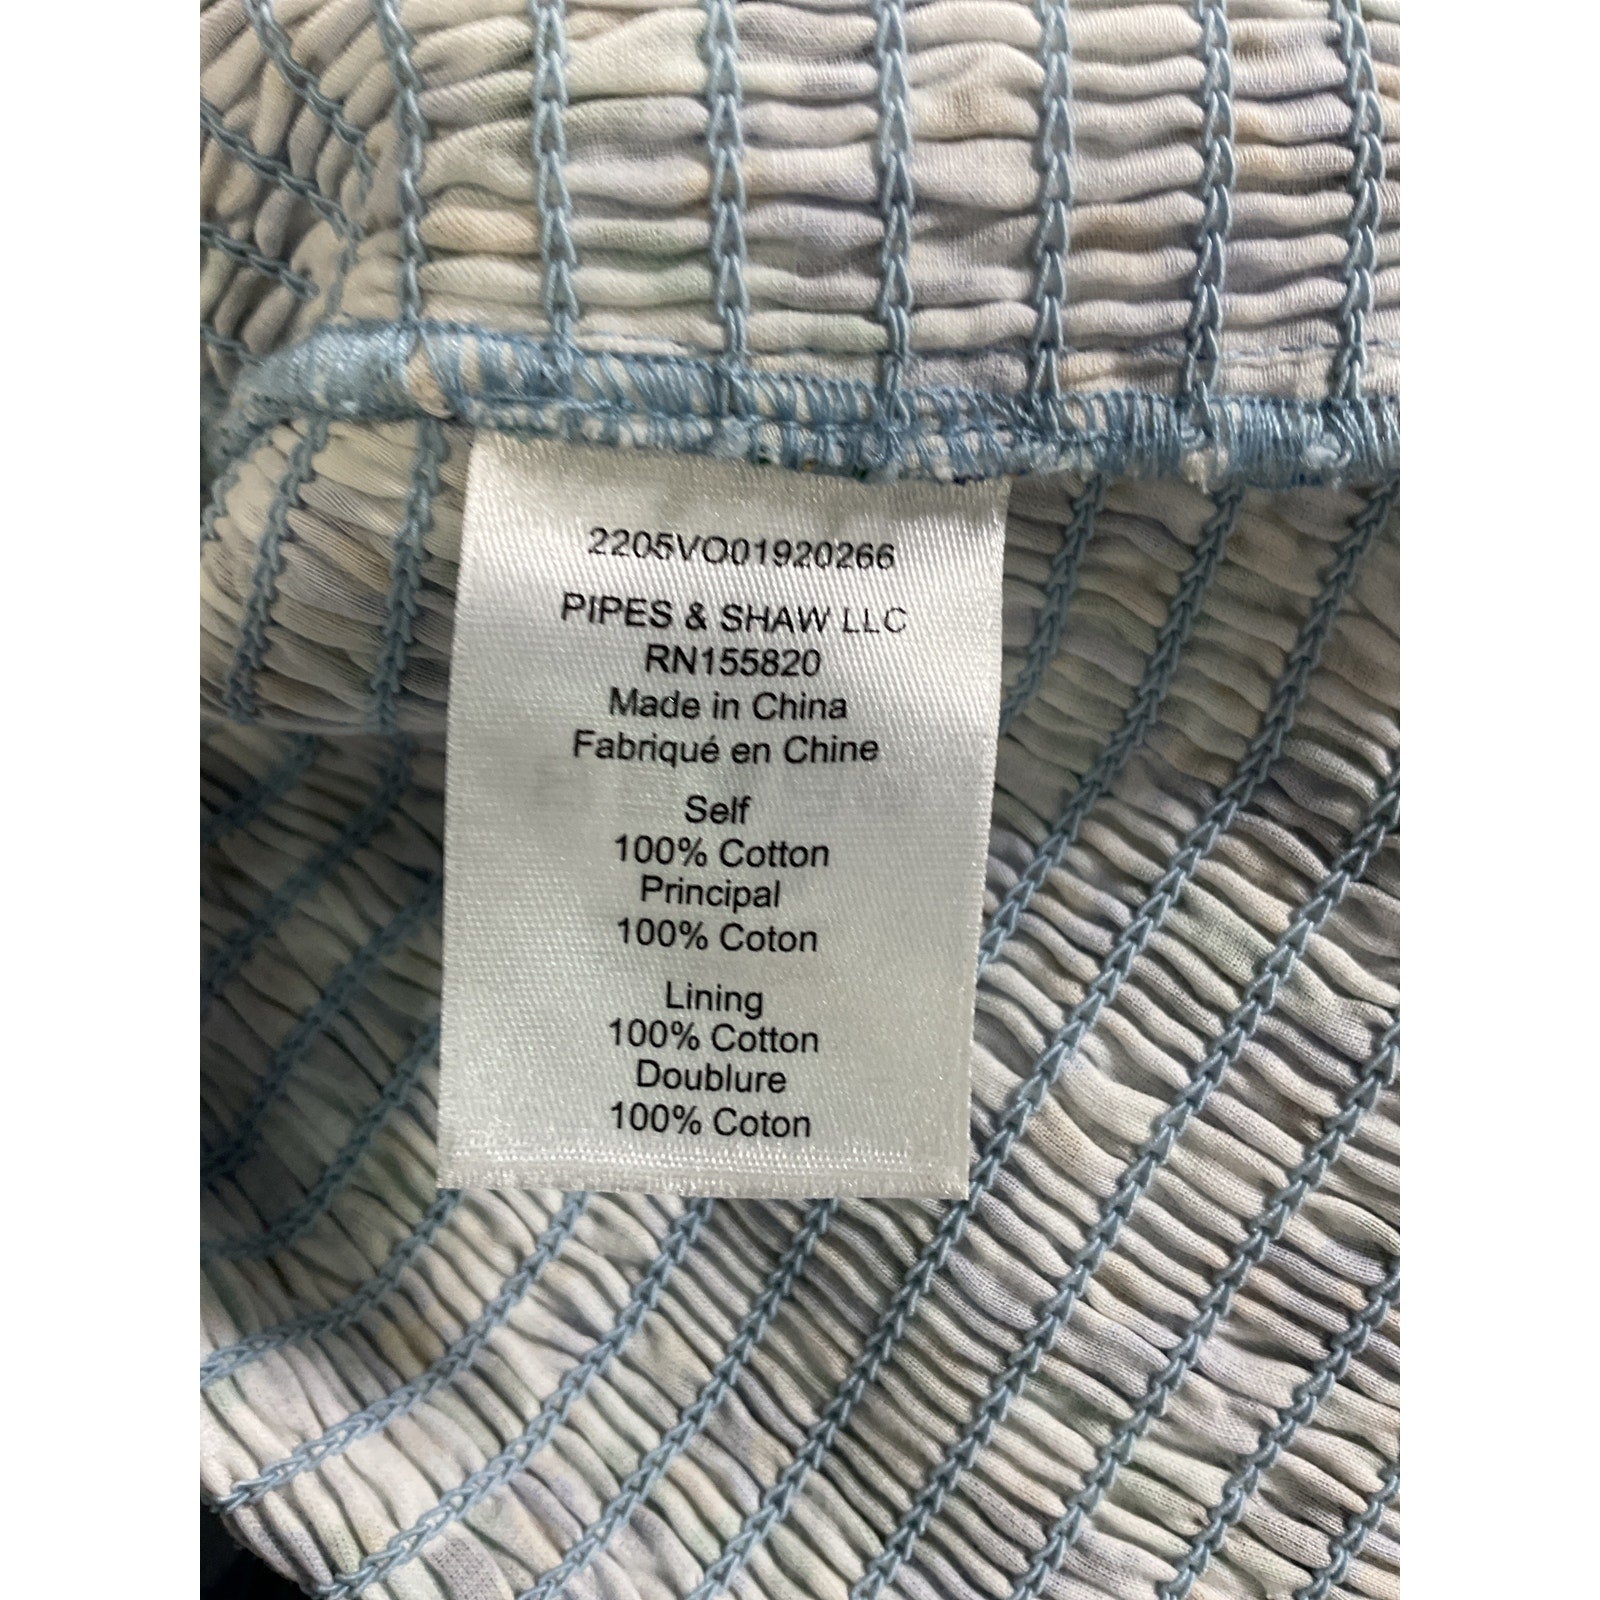 2205VO01920266
PIPES & SHAW LLC
RN155820
Made in China
Fabriqué en Chine
Self
100% Cotton
Principal
100% Coton
Lining
100% Cotton
Doublure
100% Coton